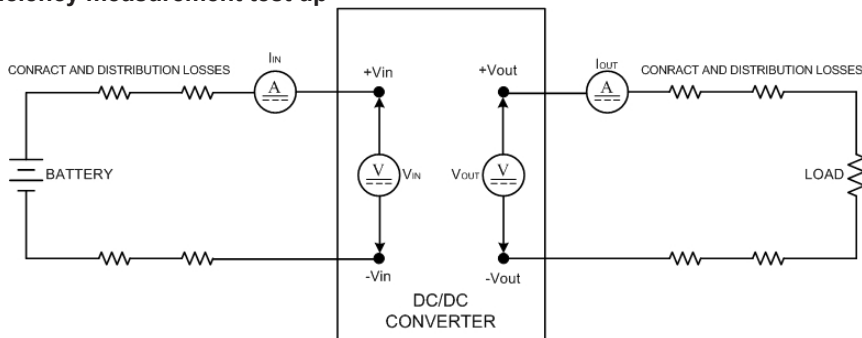 measurement test up
IIN
IOUT
CONRACT AND DISTRIBUTION LOSSES
+Vin
+Vout
CONRACT AND DISTRIBUTION LOSSES
A
A
BATTERY
V
VIN
VOUT
V
LOAD
-Vin
-Vout
DC/DC
CONVERTER